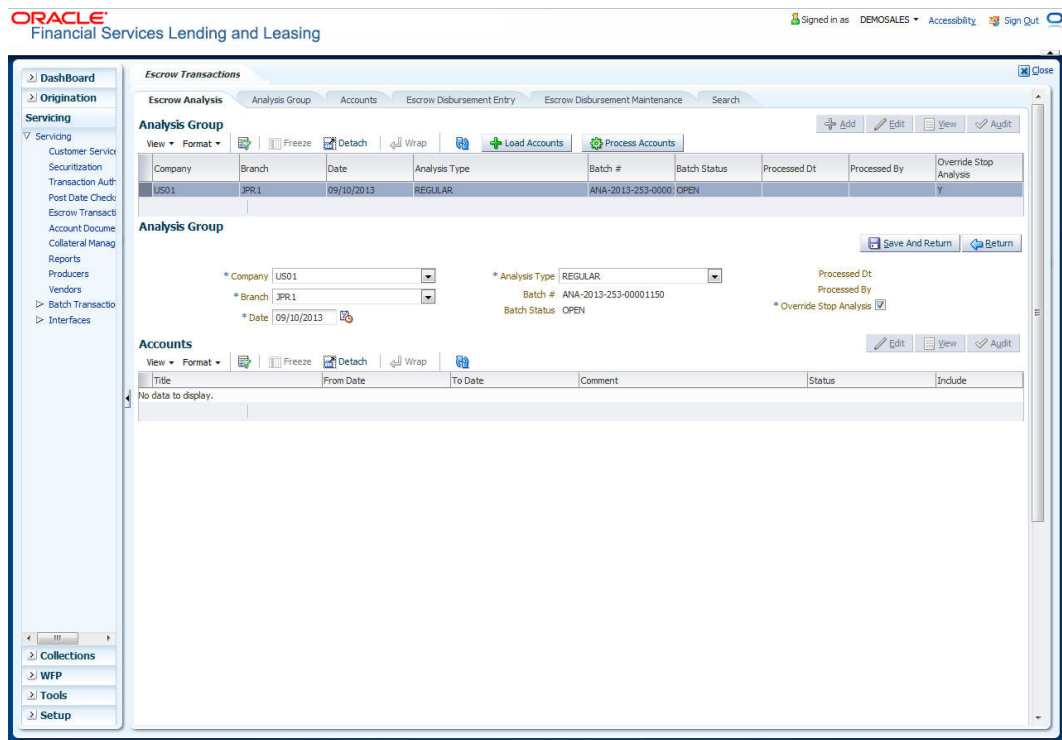 ORACLE
Financial Services Lending and Leasing
Signed in as DEMOSALES Accessibility Sign Out
Close
DashBoard
Origination
Servicing
Servicing
Customer Service
Securitization
Transaction Auth
Post Date Checks
Escrow Transacti
Account Docume
Collateral Manag
Reports
Producers
Vendors
Batch Transactio
Interfaces
Collections
WFP
Tools
Setup
Escrow Transactions
Escrow Analysis Analysis Group Accounts Escrow Disbursement Entry Escrow Disbursement Maintenance Search
Analysis Group
Add Edit View Audit
View Format Freeze Detach Wrap Load Accounts Process Accounts
Company Branch Date Analysis Type Batch # Batch Status Processed Dt Processed By Override Stop Analysis
US01 JPR1 09/10/2013 REGULAR ANA-2013-253-0000 OPEN Y
Analysis Group
Save And Return Return
* Company US01
* Branch JPR1
* Date 09/10/2013
* Analysis Type REGULAR
Batch # ANA-2013-253-00001150
Batch Status OPEN
Processed Dt
Processed By
* Override Stop Analysis
Accounts
Edit View Audit
View Format Freeze Detach Wrap
Title From Date To Date Comment Status Include
No data to display.